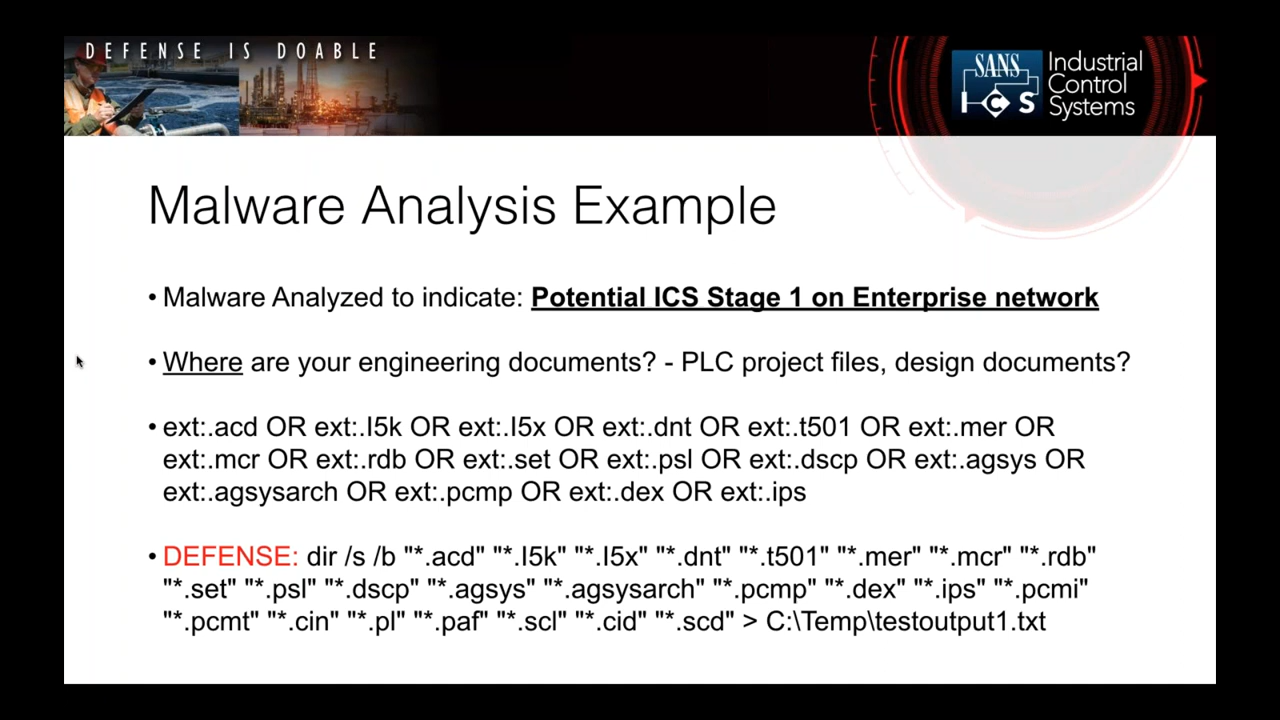 DEFENSE IS DOABLE
SANS
ICS
Industrial
Control
Systems
Malware Analysis Example
• Malware Analyzed to indicate: Potential ICS Stage 1 on Enterprise network
• Where are your engineering documents? - PLC project files, design documents?
• ext:.acd OR ext:.l5k OR ext:.l5x OR ext:.dnt OR ext:.t501 OR ext:.mer OR
ext:.mcr OR ext:.rdb OR ext:.set OR ext:.psl OR ext:.dscp OR ext:.agsys OR
ext:.agsysarch OR ext:.pcmp OR ext:.dex OR ext:.ips
• DEFENSE: dir /s /b "*.acd" "*.l5k" "*.l5x" "*.dnt" "*.t501" "*.mer" "*.mcr" "*.rdb"
"*.set" "*.psl" "*.dscp" "*.agsys" "*.agsysarch" "*.pcmp" "*.dex" "*.ips" "*.pcmi"
"*.pcmt" "*.cin" "*.pl" "*.paf" "*.scl" "*.cid" "*.scd" > C:\Temp\testoutput1.txt